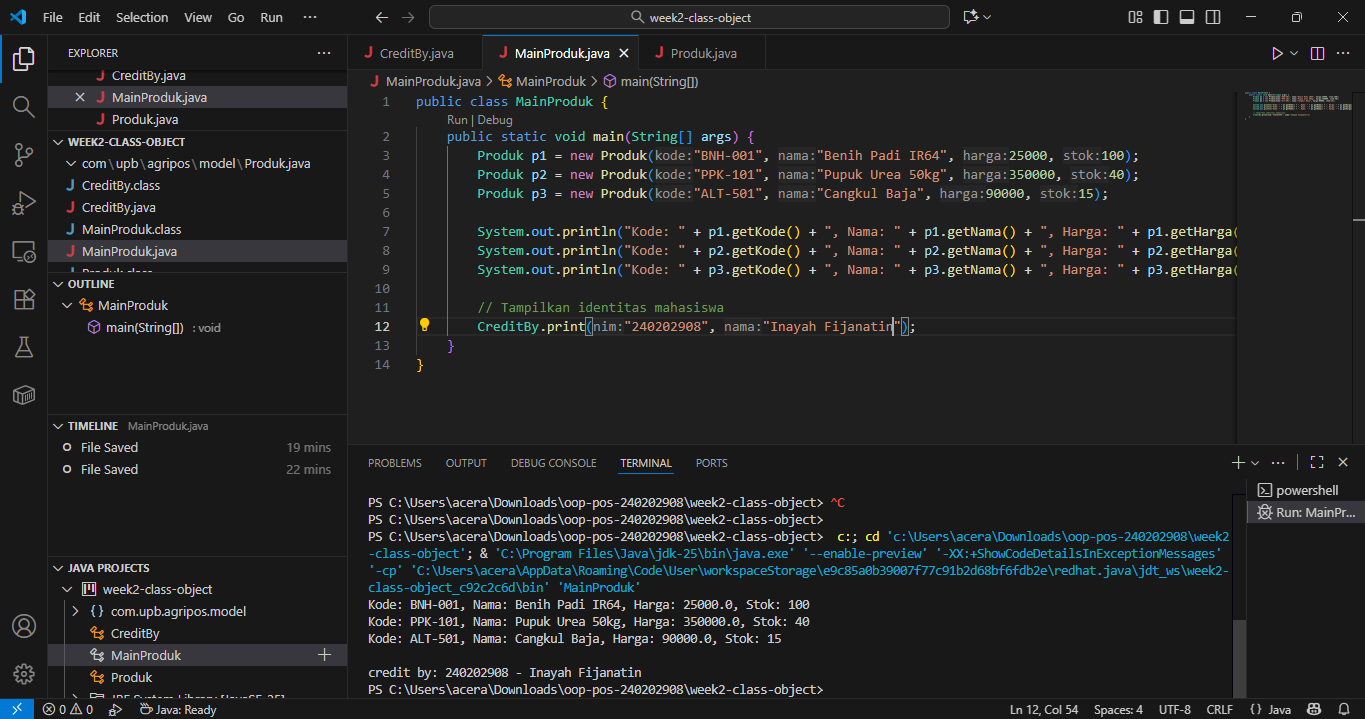 File Edit Selection View Go Run ··· week2-class-object
EXPLORER ···
CreditBy.java
MainProduk.java
Produk.java
WEEK2-CLASS-OBJECT
com\upb\agripos\model\Produk.java
CreditBy.class
CreditBy.java
MainProduk.class
MainProduk.java
Produk.class
OUTLINE
MainProduk
main(String[]) : void
TIMELINE MainProduk.java
File Saved 19 mins
File Saved 22 mins
JAVA PROJECTS
week2-class-object
{} com.upb.agripos.model
CreditBy
MainProduk
Produk
JRE System Library [JavaSE-25]
CreditBy.java MainProduk.java Produk.java
MainProduk.java > MainProduk > main(String[])
1 public class MainProduk {
Run | Debug
2 public static void main(String[] args) {
3 Produk p1 = new Produk(kode:"BNH-001", nama:"Benih Padi IR64", harga:25000, stok:100);
4 Produk p2 = new Produk(kode:"PPK-101", nama:"Pupuk Urea 50kg", harga:350000, stok:40);
5 Produk p3 = new Produk(kode:"ALT-501", nama:"Cangkul Baja", harga:90000, stok:15);
6
7 System.out.println("Kode: " + p1.getKode() + ", Nama: " + p1.getNama() + ", Harga: " + p1.getHarga(
8 System.out.println("Kode: " + p2.getKode() + ", Nama: " + p2.getNama() + ", Harga: " + p2.getHarga(
9 System.out.println("Kode: " + p3.getKode() + ", Nama: " + p3.getNama() + ", Harga: " + p3.getHarga(
10
11 // Tampilkan identitas mahasiswa
12 CreditBy.print(nim:"240202908", nama:"Inayah Fijanatin");
13 }
14 }
PROBLEMS OUTPUT DEBUG CONSOLE TERMINAL PORTS
powershell
Run: MainPr...
PS C:\Users\acera\Downloads\oop-pos-240202908\week2-class-object> ^C
PS C:\Users\acera\Downloads\oop-pos-240202908\week2-class-object>
PS C:\Users\acera\Downloads\oop-pos-240202908\week2-class-object>  c:; cd 'c:\Users\acera\Downloads\oop-pos-240202908\week2
-class-object'; & 'C:\Program Files\Java\jdk-25\bin\java.exe' '--enable-preview' '-XX:+ShowCodeDetailsInExceptionMessages'
'-cp' 'C:\Users\acera\AppData\Roaming\Code\User\workspaceStorage\e9c85a0b39007f77c91b2d68bf6fdb2e\redhat.java\jdt_ws\week2-
class-object_c92c2c6d\bin' 'MainProduk'
Kode: BNH-001, Nama: Benih Padi IR64, Harga: 25000.0, Stok: 100
Kode: PPK-101, Nama: Pupuk Urea 50kg, Harga: 350000.0, Stok: 40
Kode: ALT-501, Nama: Cangkul Baja, Harga: 90000.0, Stok: 15
credit by: 240202908 - Inayah Fijanatin
PS C:\Users\acera\Downloads\oop-pos-240202908\week2-class-object>
0 0 Java: Ready Ln 12, Col 54 Spaces: 4 UTF-8 CRLF {} Java